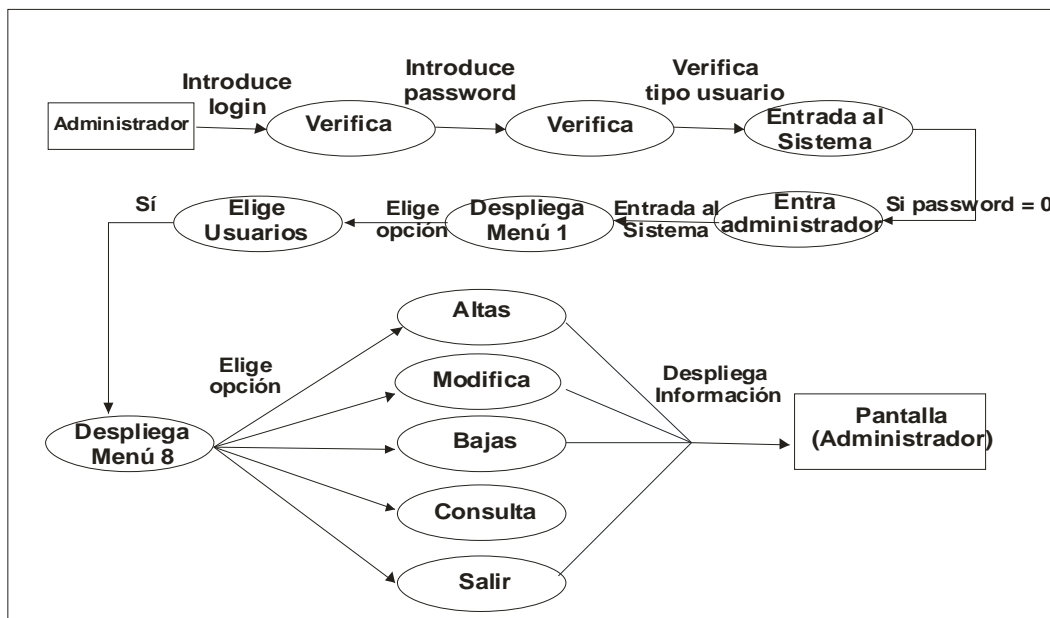 Introduce
login
Introduce
password
Verifica
tipo usuario
Administrador
Verifica
Verifica
Entrada al
Sistema
Sí
Elige
Usuarios
Elige
opción
Despliega
Menú 1
Entrada al
Sistema
Entra
administrador
Si password = 0
Altas
Elige
opción
Modifica
Despliega
Información
Despliega
Menú 8
Bajas
Pantalla
(Administrador)
Consulta
Salir